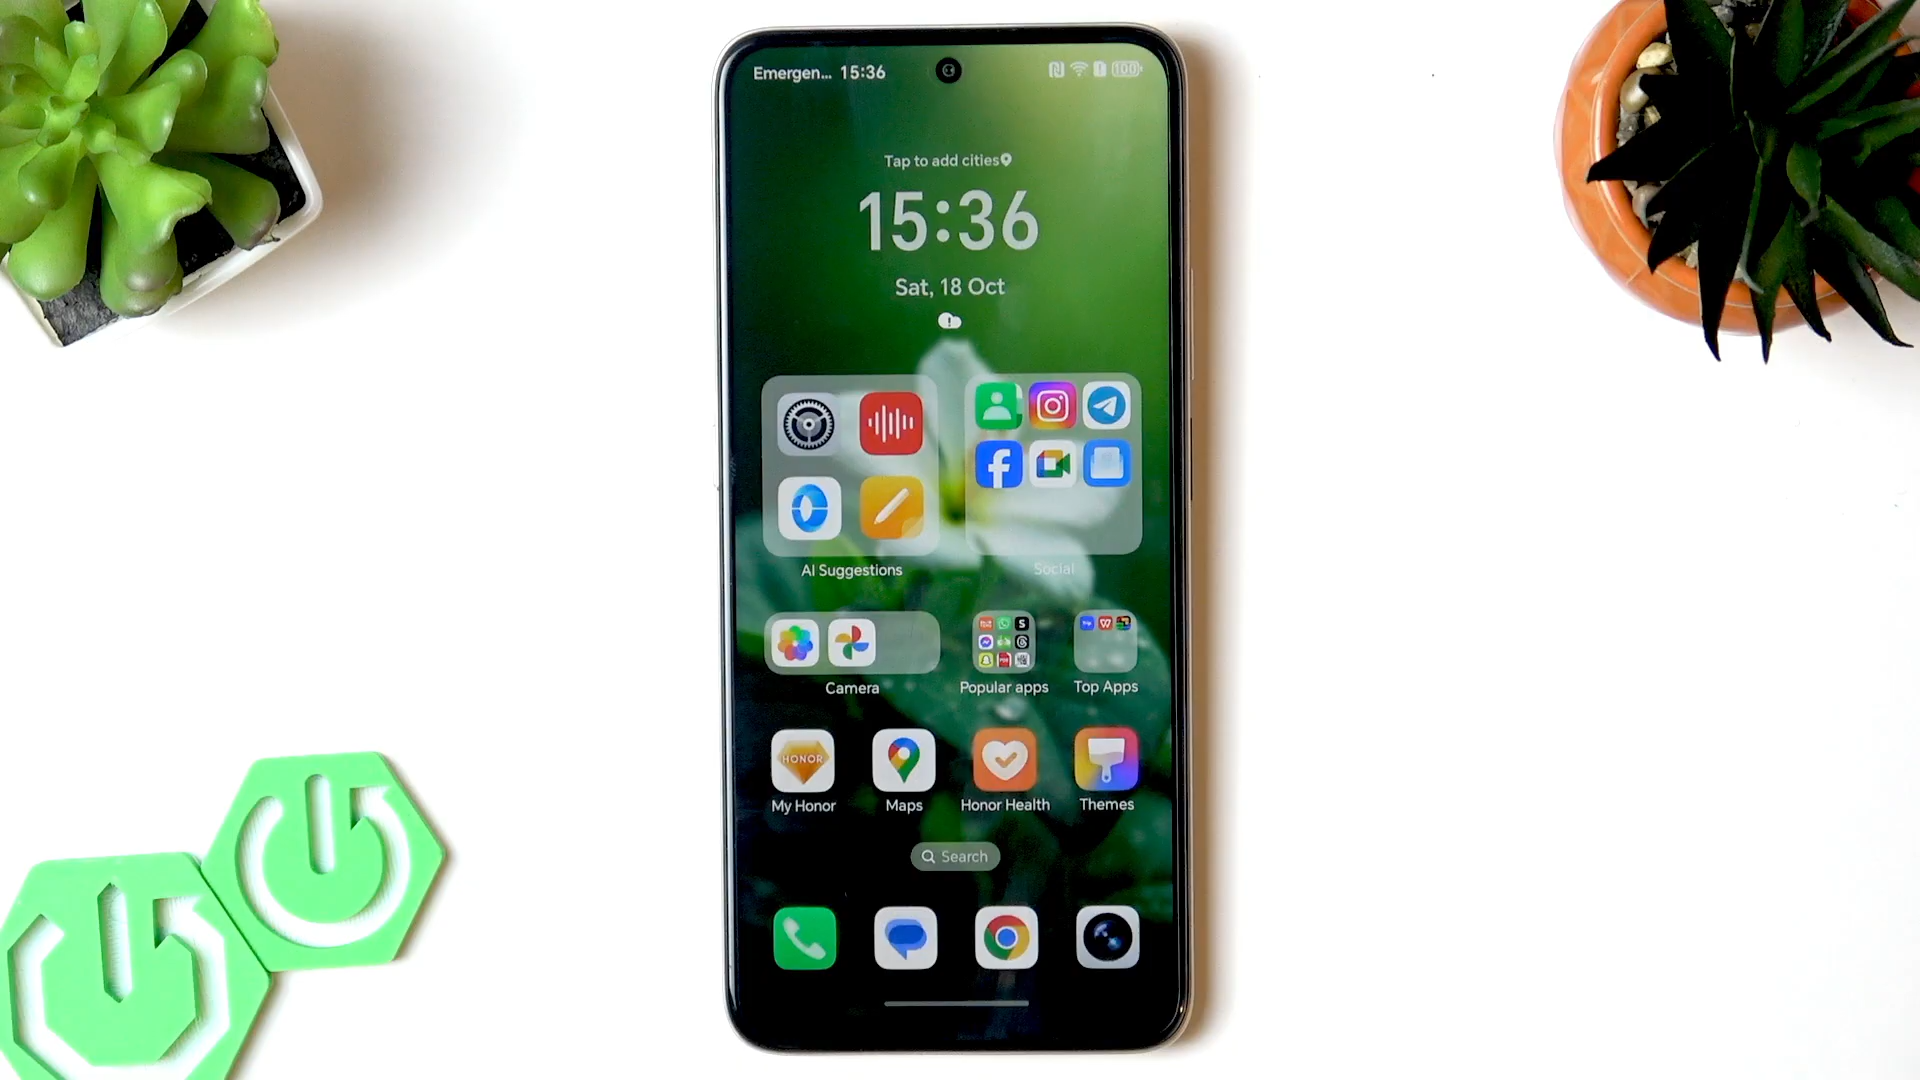 Emergen... 15:36
100
Tap to add cities
15:36
Sat, 18 Oct
AI Suggestions
Social
Camera
Popular apps
Top Apps
HONOR
My Honor
Maps
Honor Health
Themes
Search